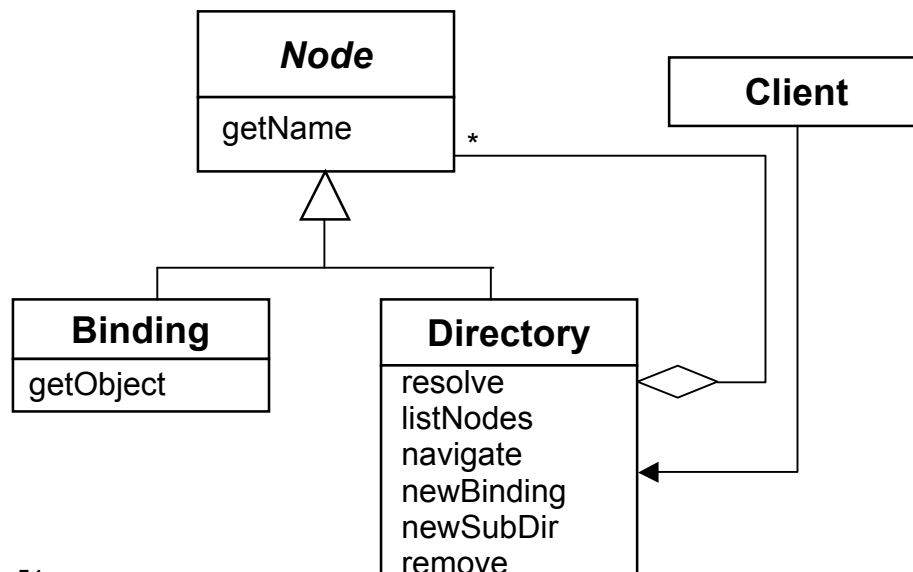 Node
Client
getName
*
Binding
Directory
getObject
resolve
listNodes
navigate
newBinding
newSubDir
remove